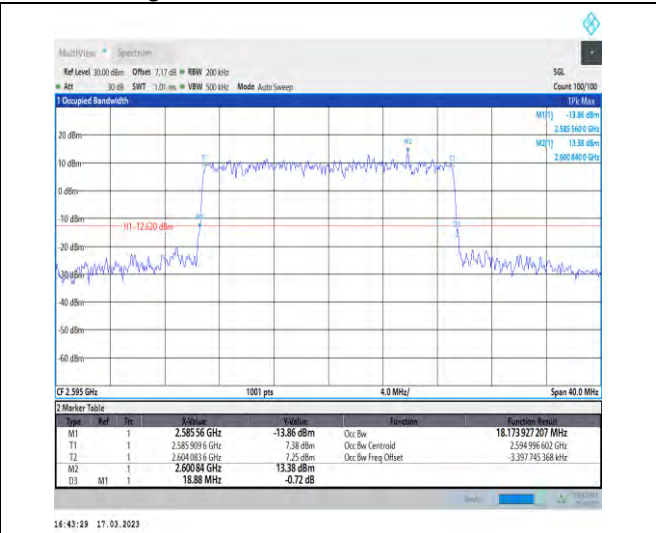 MultiView Spectrum
Ref Level 30.00 dBm Offset 7.17 dB RBW 200 kHz SGL
Att 30 dB SWT 1.01 ms VBW 500 kHz Mode Auto Sweep Count 100/100
1 Occupied Bandwidth 1Pk Max
M1[1] -13.86 dBm
2.585 560 0 GHz
M2[1] 13.38 dBm
2.600 840 0 GHz
20 dBm
10 dBm
0 dBm
-10 dBm
-20 dBm
-30 dBm
-40 dBm
-50 dBm
-60 dBm
T1
M2
T2
M1
D3
H1 -12.620 dBm
CF 2.595 GHz 1001 pts 4.0 MHz/ Span 40.0 MHz
2 Marker Table
Type Ref Trc X-Value Y-Value Function Function Result
M1 1 2.585 56 GHz -13.86 dBm Occ Bw 18.173 927 207 MHz
T1 1 2.585 909 6 GHz 7.38 dBm Occ Bw Centroid 2.594 996 602 GHz
T2 1 2.604 083 6 GHz 7.25 dBm Occ Bw Freq Offset -3.397 745 368 kHz
M2 1 2.600 84 GHz 13.38 dBm
D3 M1 1 18.88 MHz -0.72 dB
16:43:29 17.03.2023